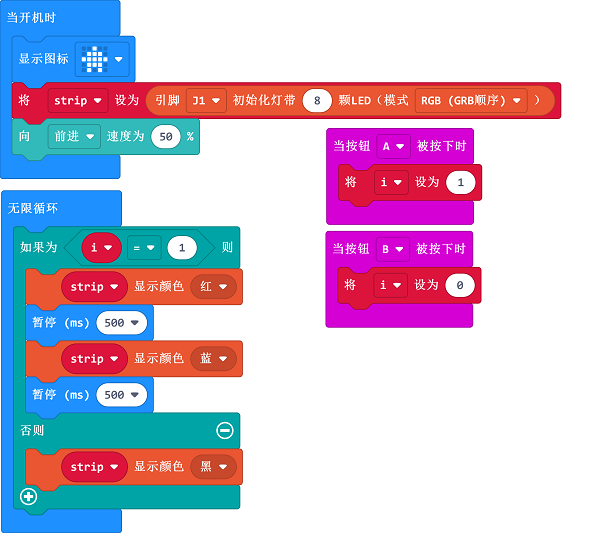 当开机时
显示图标
将 strip 设为 引脚 J1 初始化灯带 8 颗LED（模式 RGB (GRB顺序) ）
向 前进 速度为 50 %
当按钮 A 被按下时
将 i 设为 1
无限循环
如果为 i = 1 则
strip 显示颜色 红
暂停 (ms) 500
strip 显示颜色 蓝
暂停 (ms) 500
否则
strip 显示颜色 黑
当按钮 B 被按下时
将 i 设为 0